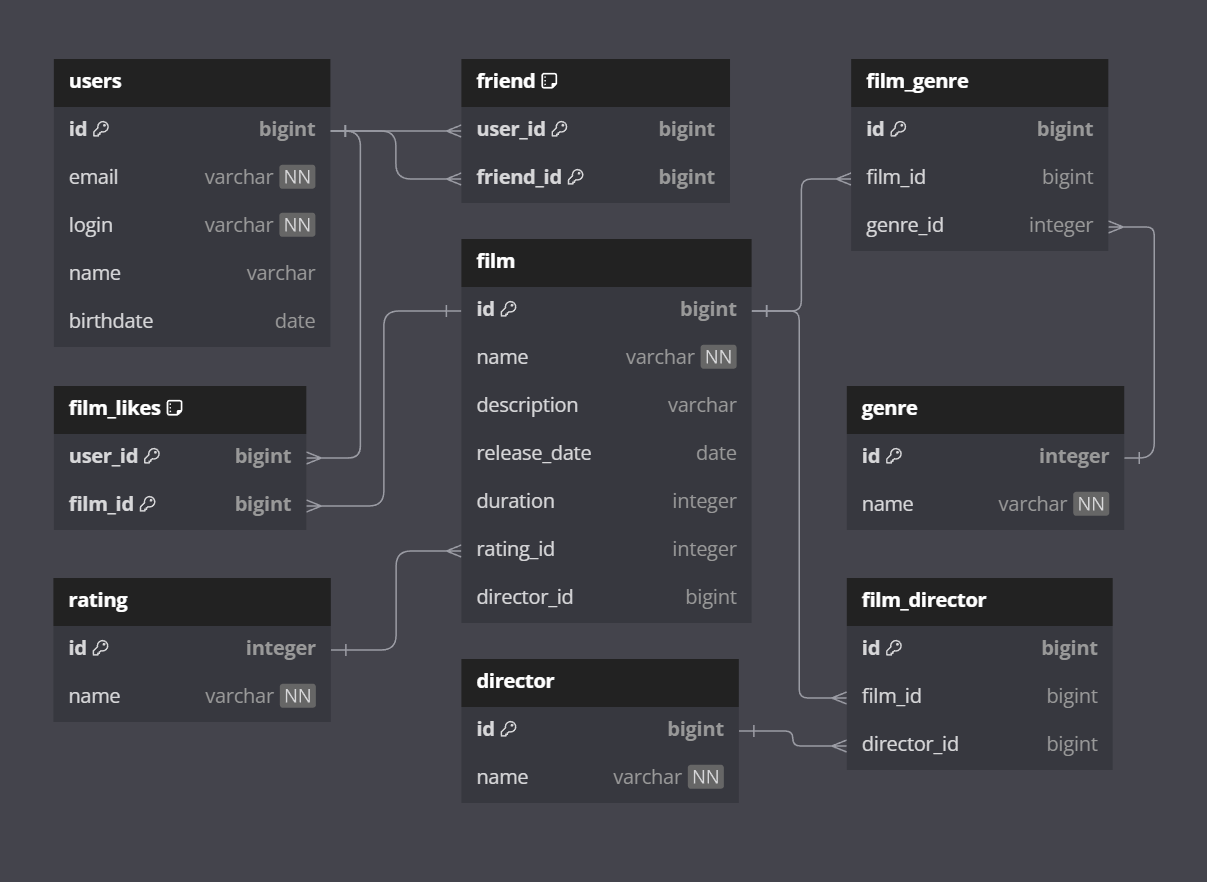 users
id bigint
email varchar NN
login varchar NN
name varchar
birthdate date
friend
user_id bigint
friend_id bigint
film_genre
id bigint
film_id bigint
genre_id integer
film
id bigint
name varchar NN
description varchar
release_date date
duration integer
rating_id integer
director_id bigint
film_likes
user_id bigint
film_id bigint
genre
id integer
name varchar NN
rating
id integer
name varchar NN
director
id bigint
name varchar NN
film_director
id bigint
film_id bigint
director_id bigint